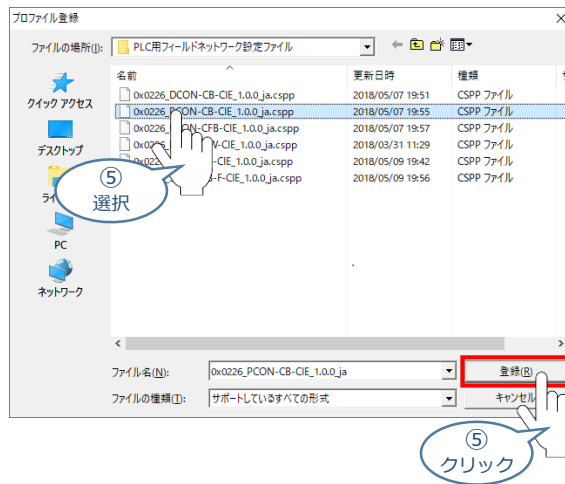 プロファイル登録
ファイルの場所(I):
PLC用フィールドネットワーク設定ファイル
名前
更新日時
種類
0x0226_DCON-CB-CIE_1.0.0_ja.cspp 2018/05/07 19:51 CSPP ファイル
0x0226_PCON-CB-CIE_1.0.0_ja.cspp 2018/05/07 19:55 CSPP ファイル
-CFB-CIE_1.0.0_ja.cspp 2018/05/07 19:57 CSPP ファイル
-CIE_1.0.0_ja.cspp 2018/03/31 11:29 CSPP ファイル
-CIE_1.0.0_ja.cspp 2018/05/09 19:42 CSPP ファイル
-F-CIE_1.0.0_ja.cspp 2018/05/09 19:56 CSPP ファイル
クイック アクセス
デスクトップ
PC
ネットワーク
⑤
選択
ファイル名(N):
0x0226_PCON-CB-CIE_1.0.0_ja
登録(R)
ファイルの種類(T):
サポートしているすべての形式
キャンセル
⑤
クリック